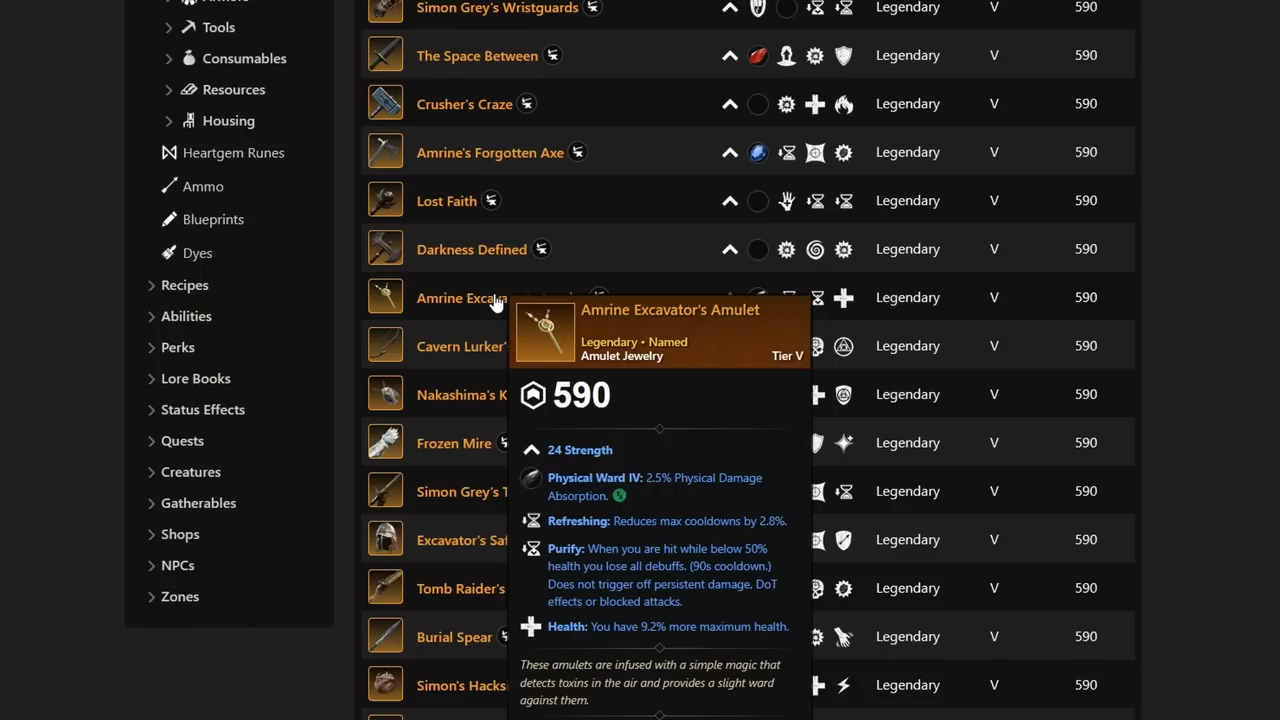 Simon Grey's Wristguards Legendary V 590
Tools
The Space Between Legendary V 590
Consumables
Resources
Crusher's Craze Legendary V 590
Housing
Heartgem Runes
Amrine's Forgotten Axe Legendary V 590
Ammo
Lost Faith Legendary V 590
Blueprints
Dyes
Darkness Defined Legendary V 590
Recipes
Amrine Exca Legendary V 590
Abilities
Amrine Excavator's Amulet
Legendary • Named
Amulet Jewelry Tier V
Perks
Cavern Lurker' Legendary V 590
Lore Books
590
Nakashima's K Legendary V 590
Status Effects
Quests
Frozen Mire Legendary V 590
24 Strength
Creatures
Physical Ward IV: 2.5% Physical Damage
Absorption.
Simon Grey's T Legendary V 590
Gatherables
Refreshing: Reduces max cooldowns by 2.8%.
Shops
Excavator's Saf Legendary V 590
Purify: When you are hit while below 50%
health you lose all debuffs. (90s cooldown.)
Does not trigger off persistent damage, DoT
effects or blocked attacks.
NPCs
Tomb Raider's Legendary V 590
Zones
Health: You have 9.2% more maximum health.
Burial Spear Legendary V 590
These amulets are infused with a simple magic that
detects toxins in the air and provides a slight ward
against them.
Simon's Hacks Legendary V 590